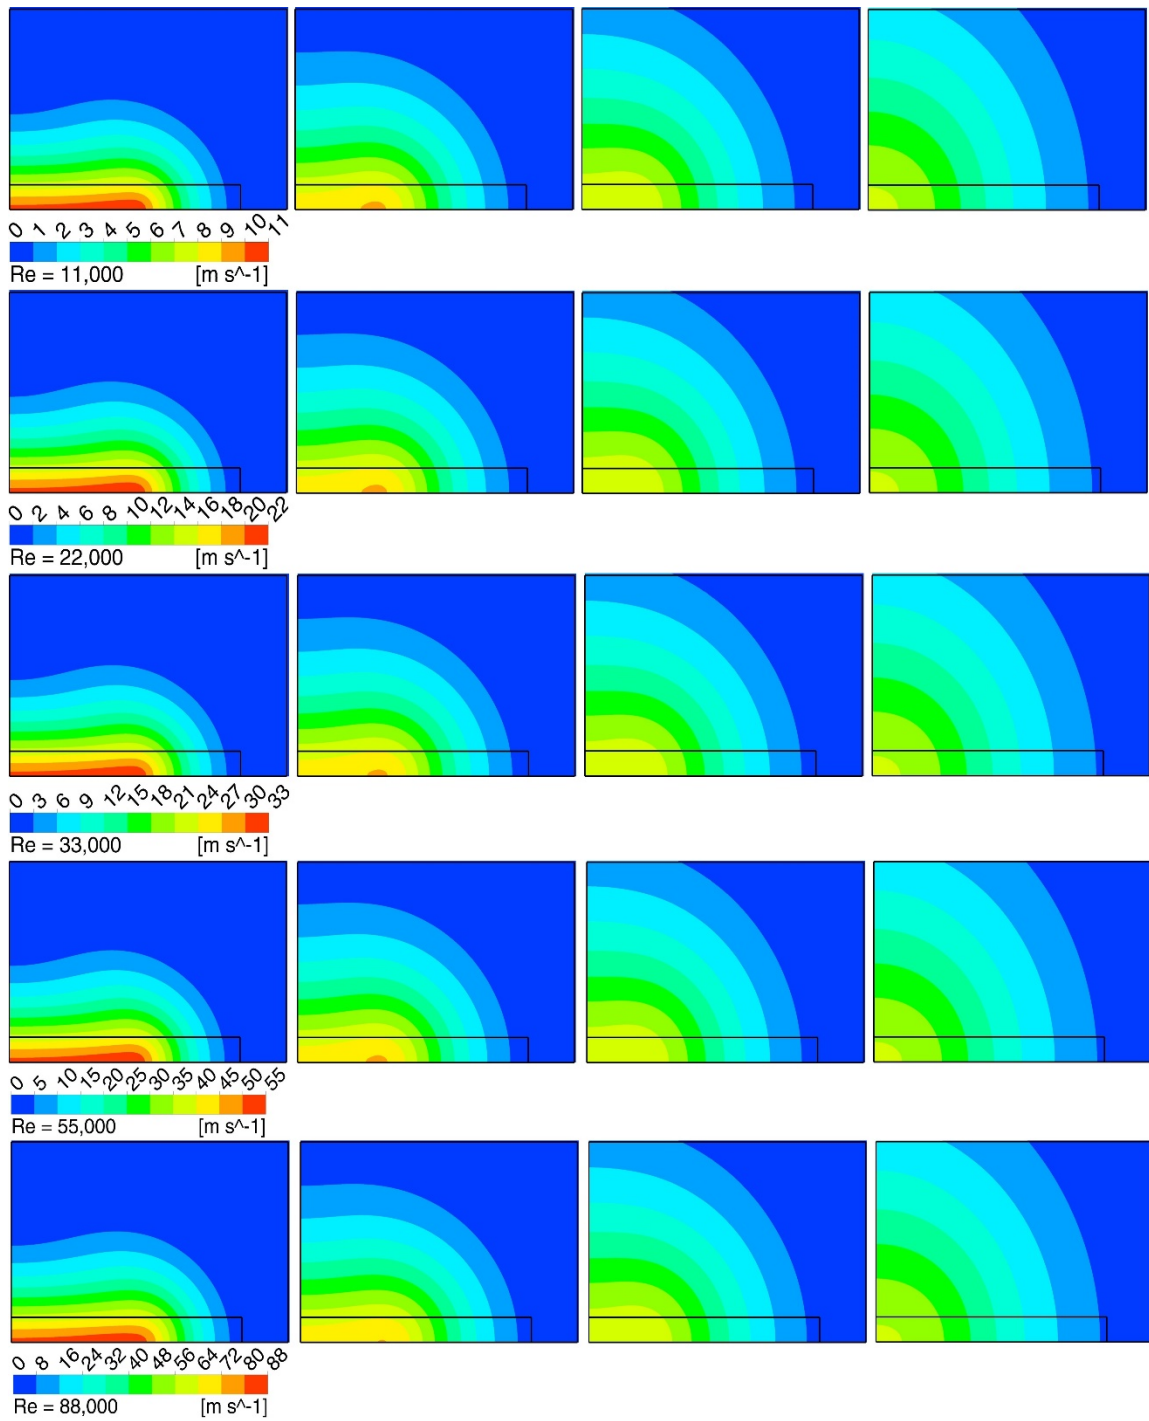 0 1 2 3 4 5 6 7 8 9 10 11
Re = 11,000 [m s^-1]
0 2 4 6 8 10 12 14 16 18 20 22
Re = 22,000 [m s^-1]
0 3 6 9 12 15 18 21 24 27 30 33
Re = 33,000 [m s^-1]
0 5 10 15 20 25 30 35 40 45 50 55
Re = 55,000 [m s^-1]
0 8 16 24 32 40 48 56 64 72 80 88
Re = 88,000 [m s^-1]